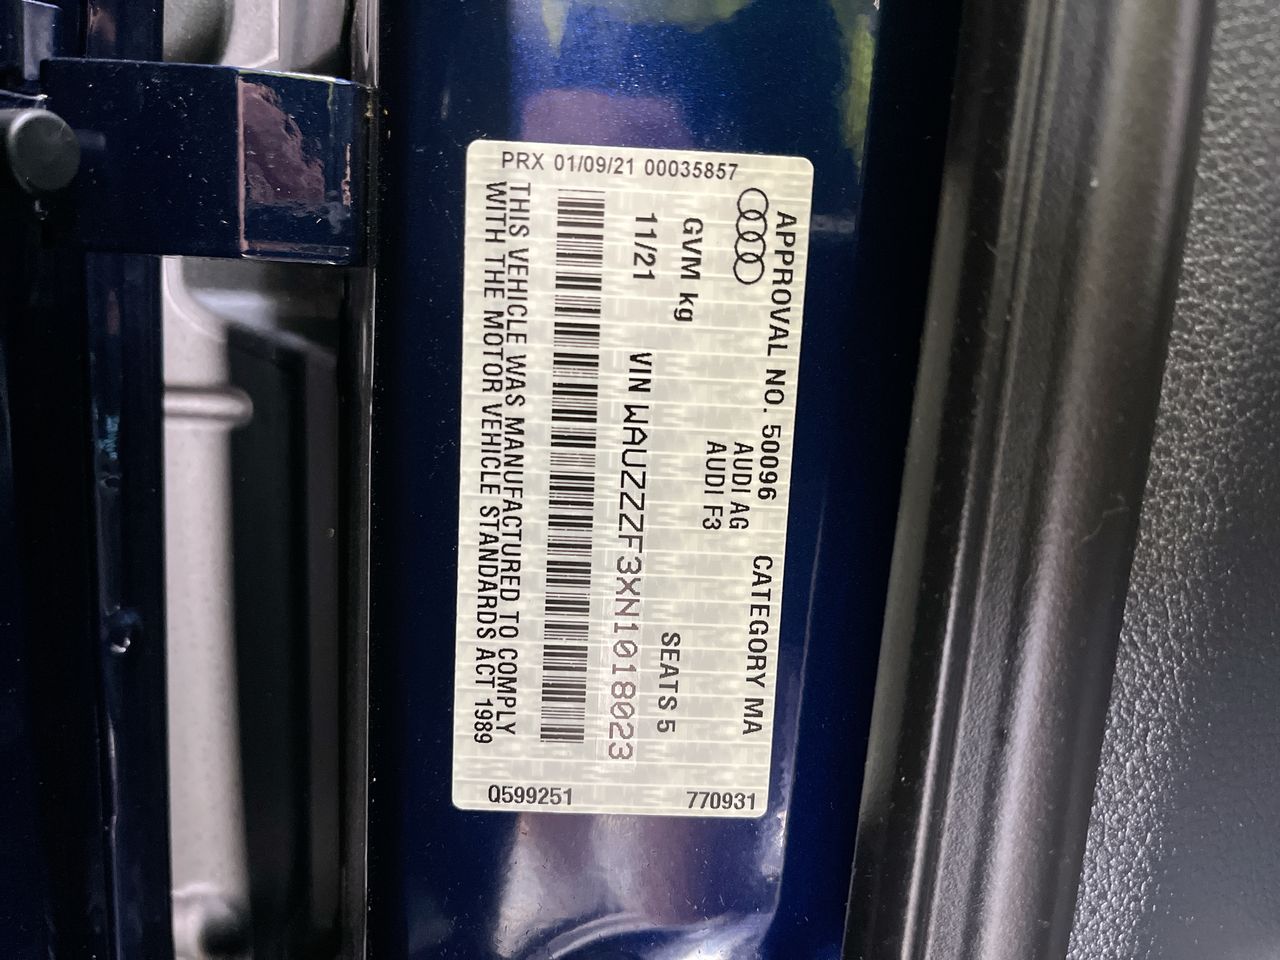 PRX 01/09/21 00035857
APPROVAL NO. 50096 CATEGORY MA
AUDI AG
AUDI F3
GVM kg SEATS 5
11/21 VIN WAUZZZF3XN1018023
THIS VEHICLE WAS MANUFACTURED TO COMPLY
WITH THE MOTOR VEHICLE STANDARDS ACT 1989
Q599251 770931